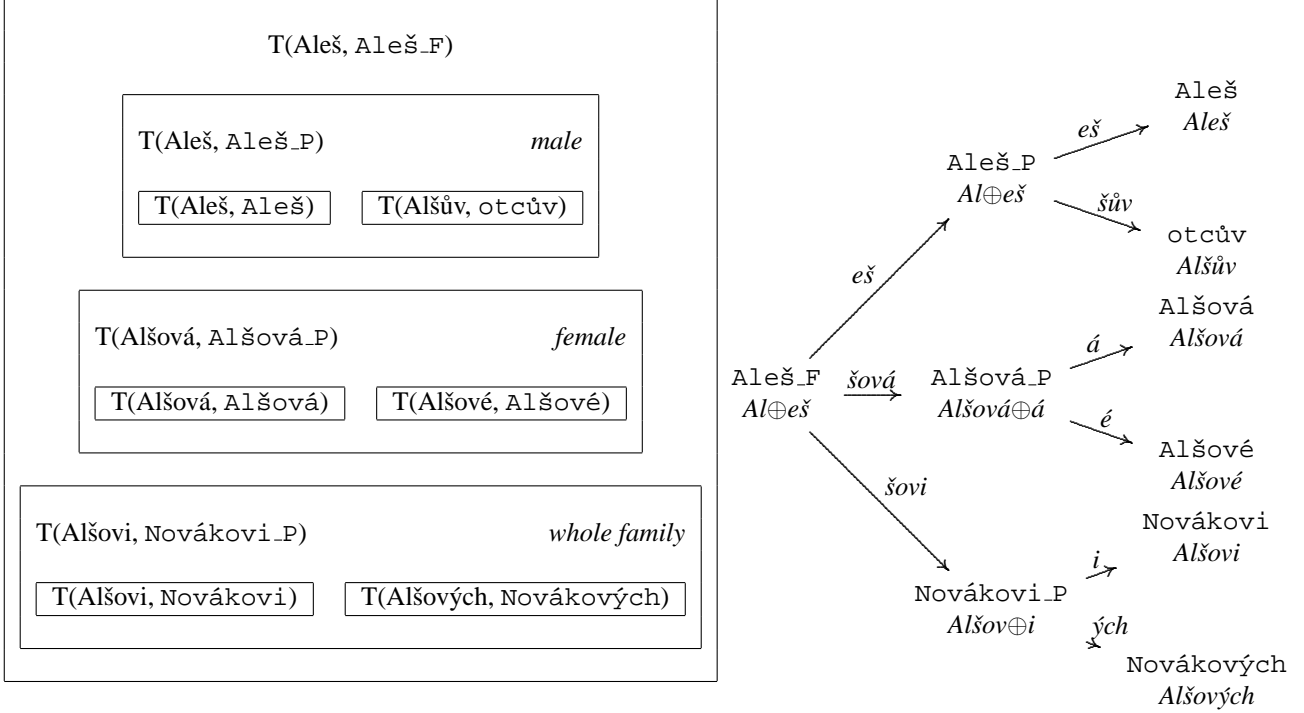 T(Aleš, Aleš_F)
T(Aleš, Aleš_P) male
T(Aleš, Aleš) T(Alšův, otcův)
T(Alšová, Alšová_P) female
T(Alšová, Alšová) T(Alšové, Alšové)
T(Alšovi, Novákovi_P) whole family
T(Alšovi, Novákovi) T(Alšových, Novákových)
Aleš_F
Al⊕eš
eš
šová
šovi
Aleš_P
Al⊕eš
eš
šův
Aleš
Aleš
otcův
Alšův
Alšová_P
Alšová⊕á
á
é
Alšová
Alšová
Alšové
Alšové
Novákovi_P
Alšov⊕i
i
ých
Novákovi
Alšovi
Novákových
Alšových